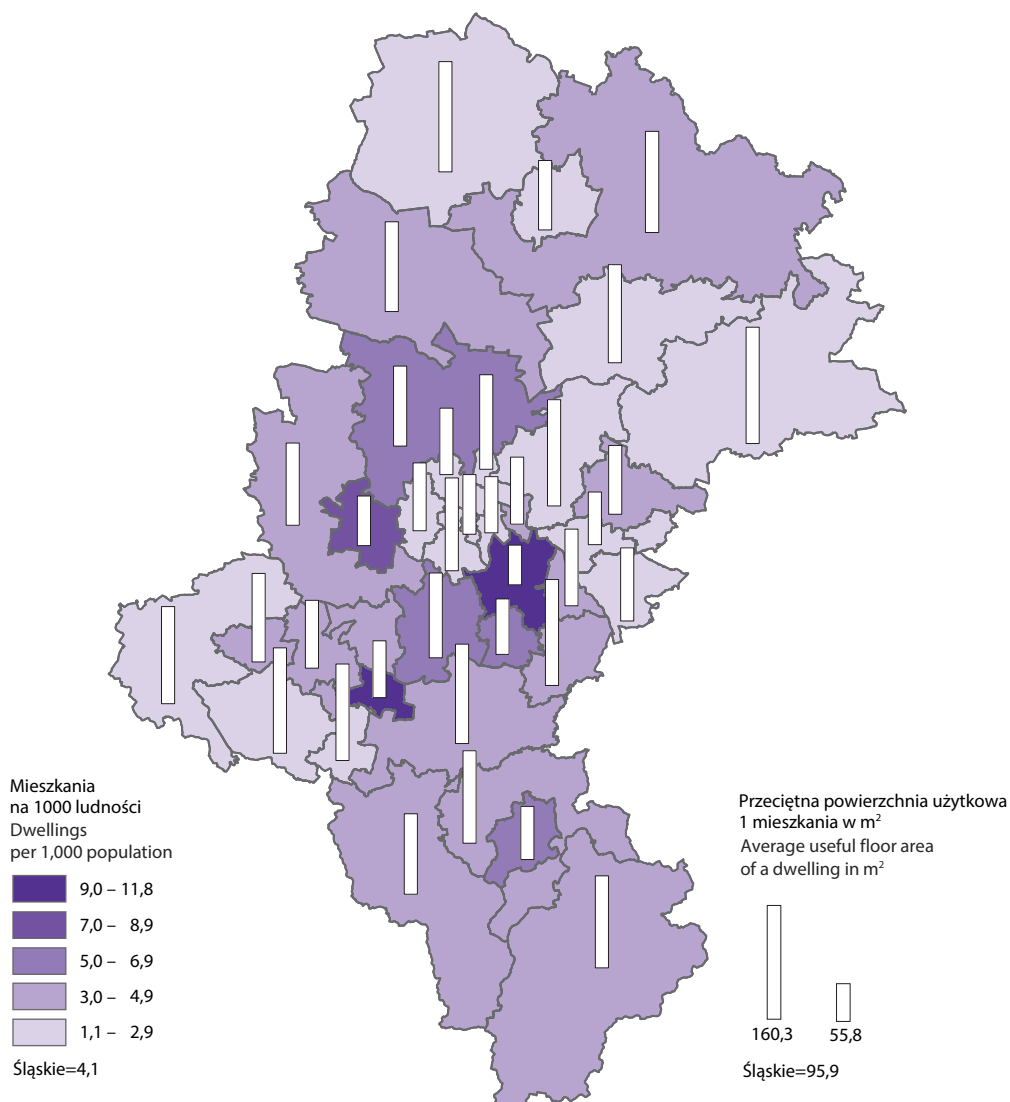 Mieszkania
na 1000 ludności
Dwellings
per 1,000 population
9,0 – 11,8
7,0 – 8,9
5,0 – 6,9
3,0 – 4,9
1,1 – 2,9
Śląskie=4,1
Przeciętna powierzchnia użytkowa
1 mieszkania w m²
Average useful floor area
of a dwelling in m²
160,3 55,8
Śląskie=95,9